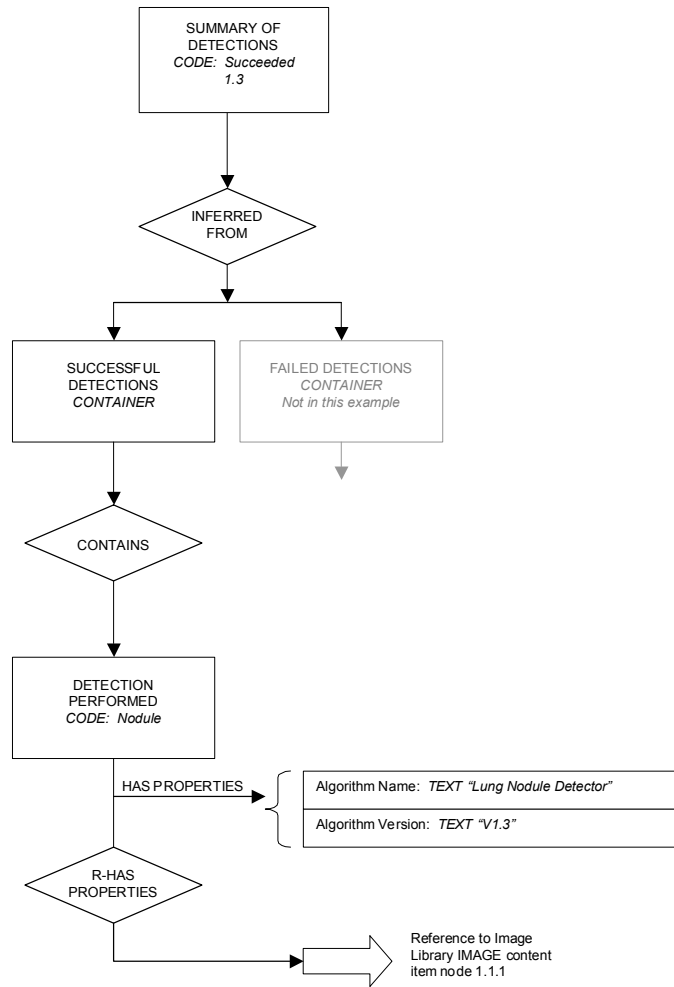 SUMMARY OF
DETECTIONS
CODE: Succeeded
1.3
INFERRED
FROM
SUCCESSFUL
DETECTIONS
CONTAINER
FAILED DETECTIONS
CONTAINER
Not in this example
CONTAINS
DETECTION
PERFORMED
CODE: Nodule
HAS PROPERTIES
Algorithm Name: TEXT “Lung Nodule Detector”
Algorithm Version: TEXT “V1.3”
R-HAS
PROPERTIES
Reference to Image
Library IMAGE content
item node 1.1.1